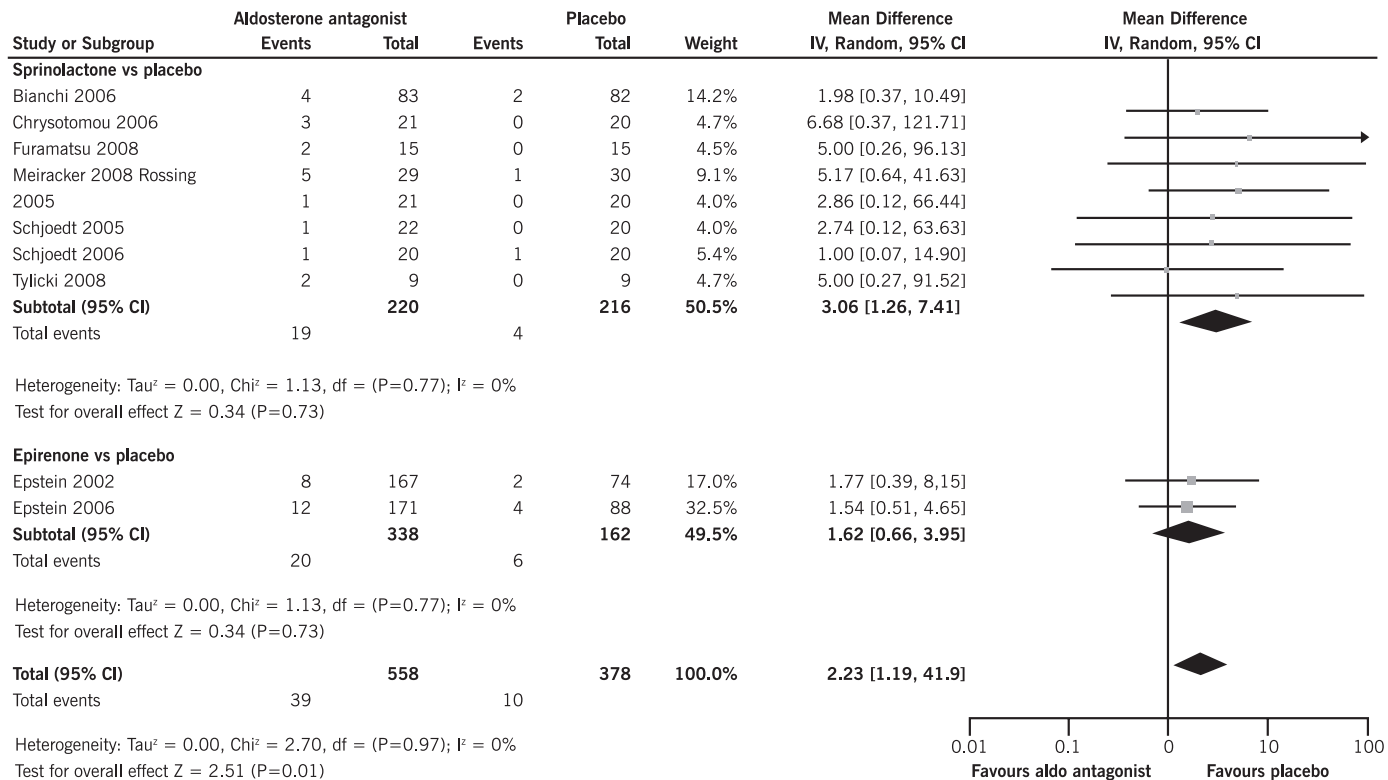 Aldosterone antagonist Placebo Mean Difference Mean Difference
Study or Subgroup Events Total Events Total Weight IV, Random, 95% CI IV, Random, 95% CI
Sprinolactone vs placebo
Bianchi 2006 4 83 2 82 14.2% 1.98 [0.37, 10.49]
Chrysotomou 2006 3 21 0 20 4.7% 6.68 [0.37, 121.71]
Furamatsu 2008 2 15 0 15 4.5% 5.00 [0.26, 96.13]
Meiracker 2008 Rossing 5 29 1 30 9.1% 5.17 [0.64, 41.63]
2005 1 21 0 20 4.0% 2.86 [0.12, 66.44]
Schjoedt 2005 1 22 0 20 4.0% 2.74 [0.12, 63.63]
Schjoedt 2006 1 20 1 20 5.4% 1.00 [0.07, 14.90]
Tylicki 2008 2 9 0 9 4.7% 5.00 [0.27, 91.52]
Subtotal (95% CI) 220 216 50.5% 3.06 [1.26, 7.41]
Total events 19 4
Heterogeneity: Tauᶻ = 0.00, Chiᶻ = 1.13, df = (P=0.77); Iᶻ = 0%
Test for overall effect Z = 0.34 (P=0.73)
Epirenone vs placebo
Epstein 2002 8 167 2 74 17.0% 1.77 [0.39, 8,15]
Epstein 2006 12 171 4 88 32.5% 1.54 [0.51, 4.65]
Subtotal (95% CI) 338 162 49.5% 1.62 [0.66, 3.95]
Total events 20 6
Heterogeneity: Tauᶻ = 0.00, Chiᶻ = 1.13, df = (P=0.77); Iᶻ = 0%
Test for overall effect Z = 0.34 (P=0.73)
Total (95% CI) 558 378 100.0% 2.23 [1.19, 41.9]
Total events 39 10
Heterogeneity: Tauᶻ = 0.00, Chiᶻ = 2.70, df = (P=0.97); Iᶻ = 0%
Test for overall effect Z = 2.51 (P=0.01)
0.01 0.1 0 10 100
Favours aldo antagonist Favours placebo